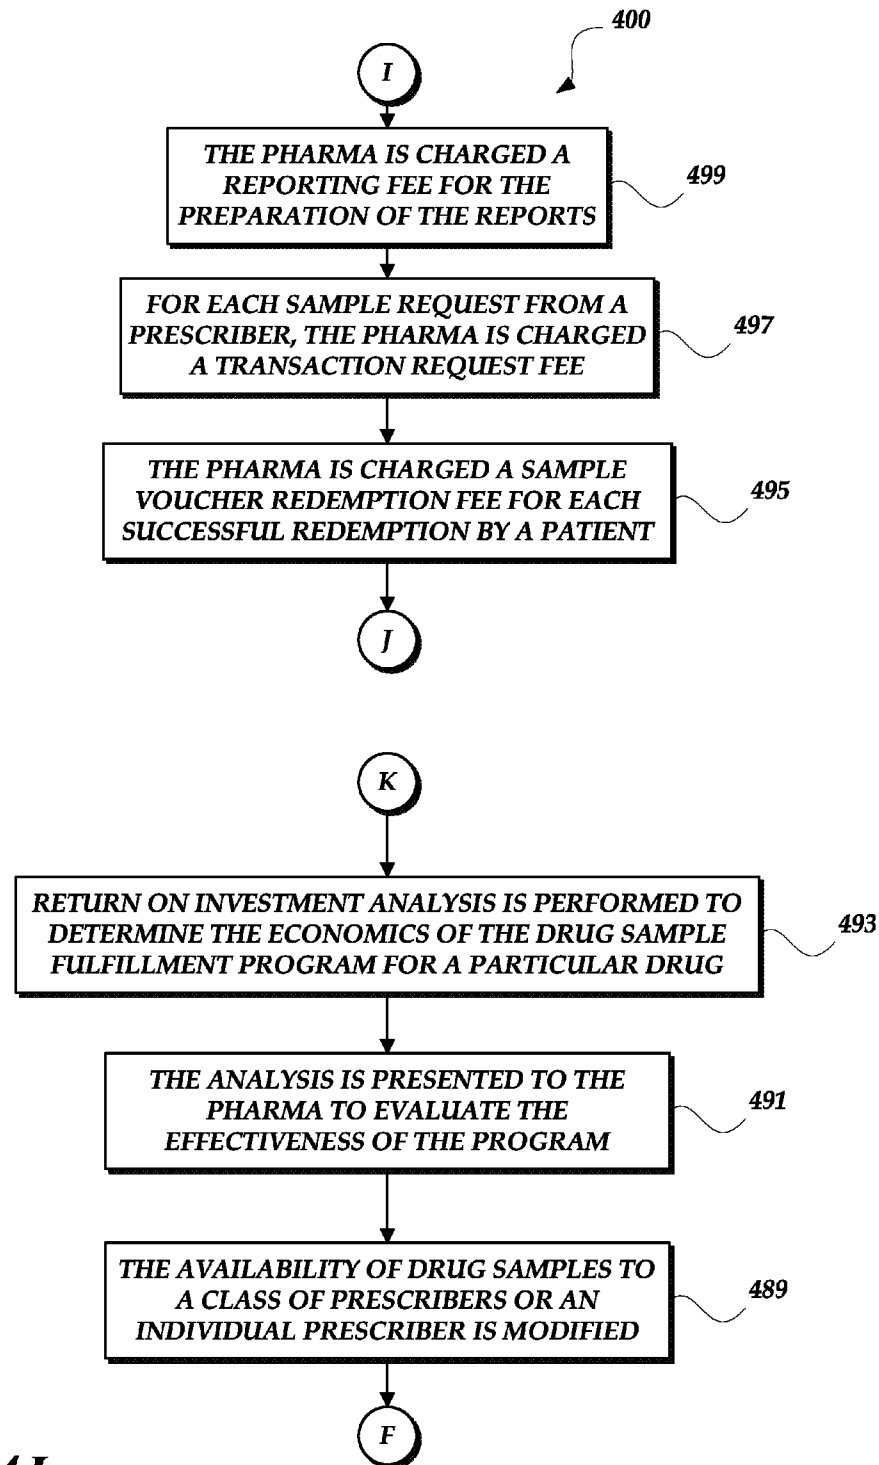 400
I
THE PHARMA IS CHARGED A
REPORTING FEE FOR THE
PREPARATION OF THE REPORTS
499
FOR EACH SAMPLE REQUEST FROM A
PRESCRIBER, THE PHARMA IS CHARGED
A TRANSACTION REQUEST FEE
497
THE PHARMA IS CHARGED A SAMPLE
VOUCHER REDEMPTION FEE FOR EACH
SUCCESSFUL REDEMPTION BY A PATIENT
495
J
K
RETURN ON INVESTMENT ANALYSIS IS PERFORMED TO
DETERMINE THE ECONOMICS OF THE DRUG SAMPLE
FULFILLMENT PROGRAM FOR A PARTICULAR DRUG
493
THE ANALYSIS IS PRESENTED TO THE
PHARMA TO EVALUATE THE
EFFECTIVENESS OF THE PROGRAM
491
THE AVAILABILITY OF DRUG SAMPLES TO
A CLASS OF PRESCRIBERS OR AN
INDIVIDUAL PRESCRIBER IS MODIFIED
489
F